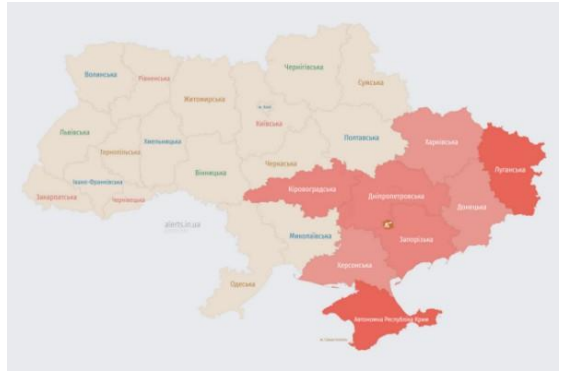 Чернігівська
Волинська
Рівненська
Сумська
Житомирська
м. Київ
Київська
Львівська
Полтавська
Харківська
Хмельницька
Тернопільська
Черкаська
Луганська
Вінницька
Івано-Франківська
Кіровоградська
Дніпропетровська
Закарпатська
Чернівецька
Донецька
alerts.in.ua
Миколаївська
Запорізька
Херсонська
Одеська
Автономна Республіка Крим